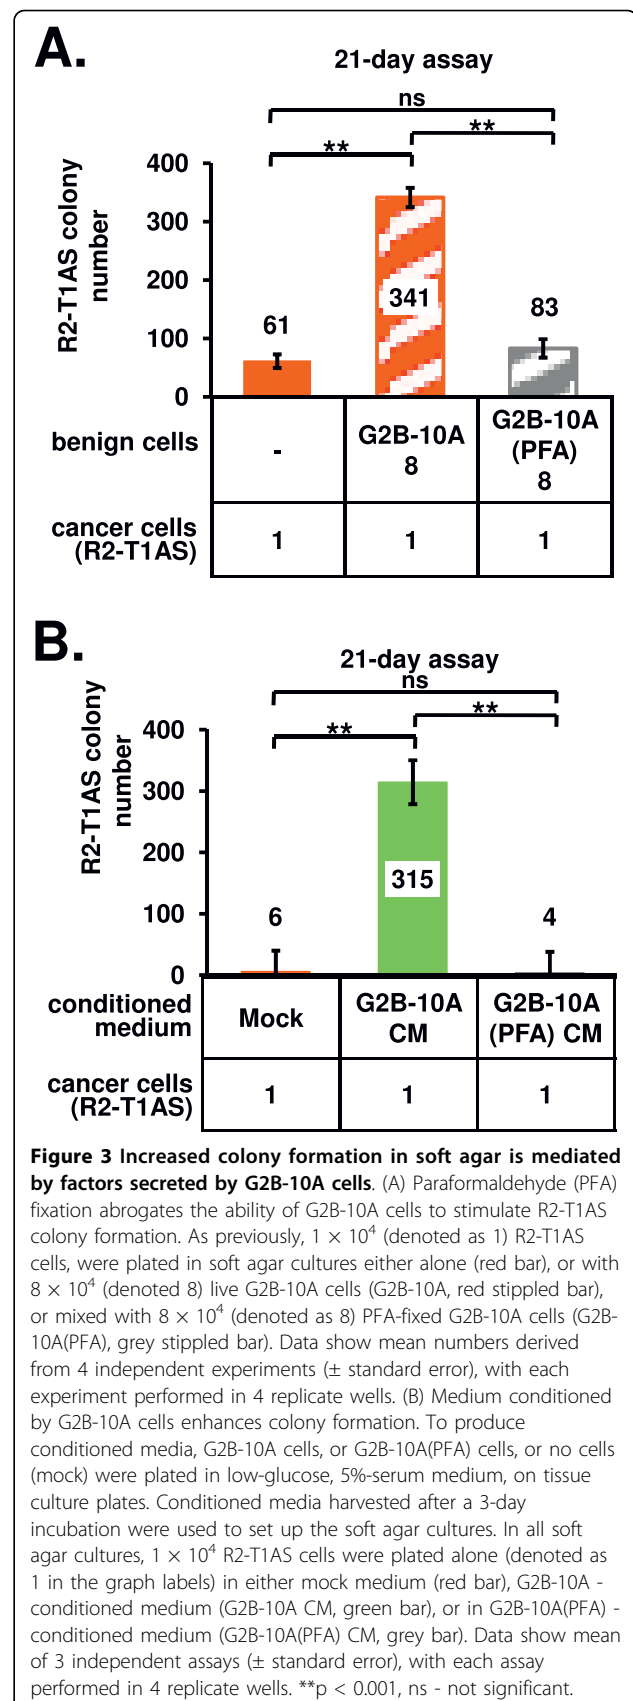 A.
21-day assay
ns
**
**
R2-T1AS colony
number
400
300
200
100
0
61
341
83
benign cells
-
G2B-10A
8
G2B-10A
(PFA)
8
cancer cells
(R2-T1AS)
1
1
1
B.
21-day assay
ns
**
**
R2-T1AS colony
number
400
300
200
100
0
6
315
4
conditioned
medium
Mock
G2B-10A
CM
G2B-10A
(PFA) CM
cancer cells
(R2-T1AS)
1
1
1
Figure 3 Increased colony formation in soft agar is mediated
by factors secreted by G2B-10A cells. (A) Paraformaldehyde (PFA)
fixation abrogates the ability of G2B-10A cells to stimulate R2-T1AS
colony formation. As previously, 1 × 10⁴ (denoted as 1) R2-T1AS
cells, were plated in soft agar cultures either alone (red bar), or with
8 × 10⁴ (denoted 8) live G2B-10A cells (G2B-10A, red stippled bar),
or mixed with 8 × 10⁴ (denoted as 8) PFA-fixed G2B-10A cells (G2B-
10A(PFA), grey stippled bar). Data show mean numbers derived
from 4 independent experiments (± standard error), with each
experiment performed in 4 replicate wells. (B) Medium conditioned
by G2B-10A cells enhances colony formation. To produce
conditioned media, G2B-10A cells, or G2B-10A(PFA) cells, or no cells
(mock) were plated in low-glucose, 5%-serum medium, on tissue
culture plates. Conditioned media harvested after a 3-day
incubation were used to set up the soft agar cultures. In all soft
agar cultures, 1 × 10⁴ R2-T1AS cells were plated alone (denoted as
1 in the graph labels) in either mock medium (red bar), G2B-10A -
conditioned medium (G2B-10A CM, green bar), or in G2B-10A(PFA) -
conditioned medium (G2B-10A(PFA) CM, grey bar). Data show mean
of 3 independent assays (± standard error), with each assay
performed in 4 replicate wells. **p < 0.001, ns - not significant.